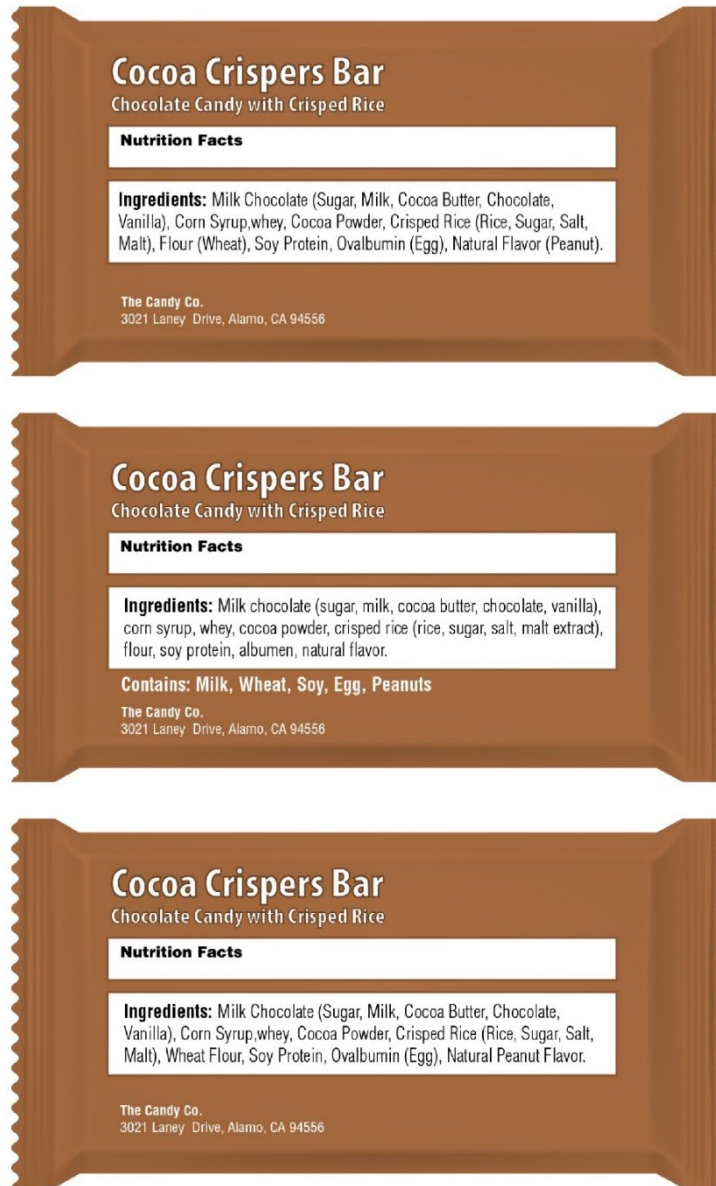 Cocoa Crispers Bar
Chocolate Candy with Crisped Rice
Nutrition Facts
Ingredients: Milk Chocolate (Sugar, Milk, Cocoa Butter, Chocolate,
Vanilla), Corn Syrup,whey, Cocoa Powder, Crisped Rice (Rice, Sugar, Salt,
Malt), Flour (Wheat), Soy Protein, Ovalbumin (Egg), Natural Flavor (Peanut).
The Candy Co.
3021 Laney Drive, Alamo, CA 94556
Cocoa Crispers Bar
Chocolate Candy with Crisped Rice
Nutrition Facts
Ingredients: Milk chocolate (sugar, milk, cocoa butter, chocolate, vanilla),
corn syrup, whey, cocoa powder, crisped rice (rice, sugar, salt, malt extract),
flour, soy protein, albumen, natural flavor.
Contains: Milk, Wheat, Soy, Egg, Peanuts
The Candy Co.
3021 Laney Drive, Alamo, CA 94556
Cocoa Crispers Bar
Chocolate Candy with Crisped Rice
Nutrition Facts
Ingredients: Milk Chocolate (Sugar, Milk, Cocoa Butter, Chocolate,
Vanilla), Corn Syrup,whey, Cocoa Powder, Crisped Rice (Rice, Sugar, Salt,
Malt), Wheat Flour, Soy Protein, Ovalbumin (Egg), Natural Peanut Flavor.
The Candy Co.
3021 Laney Drive, Alamo, CA 94556